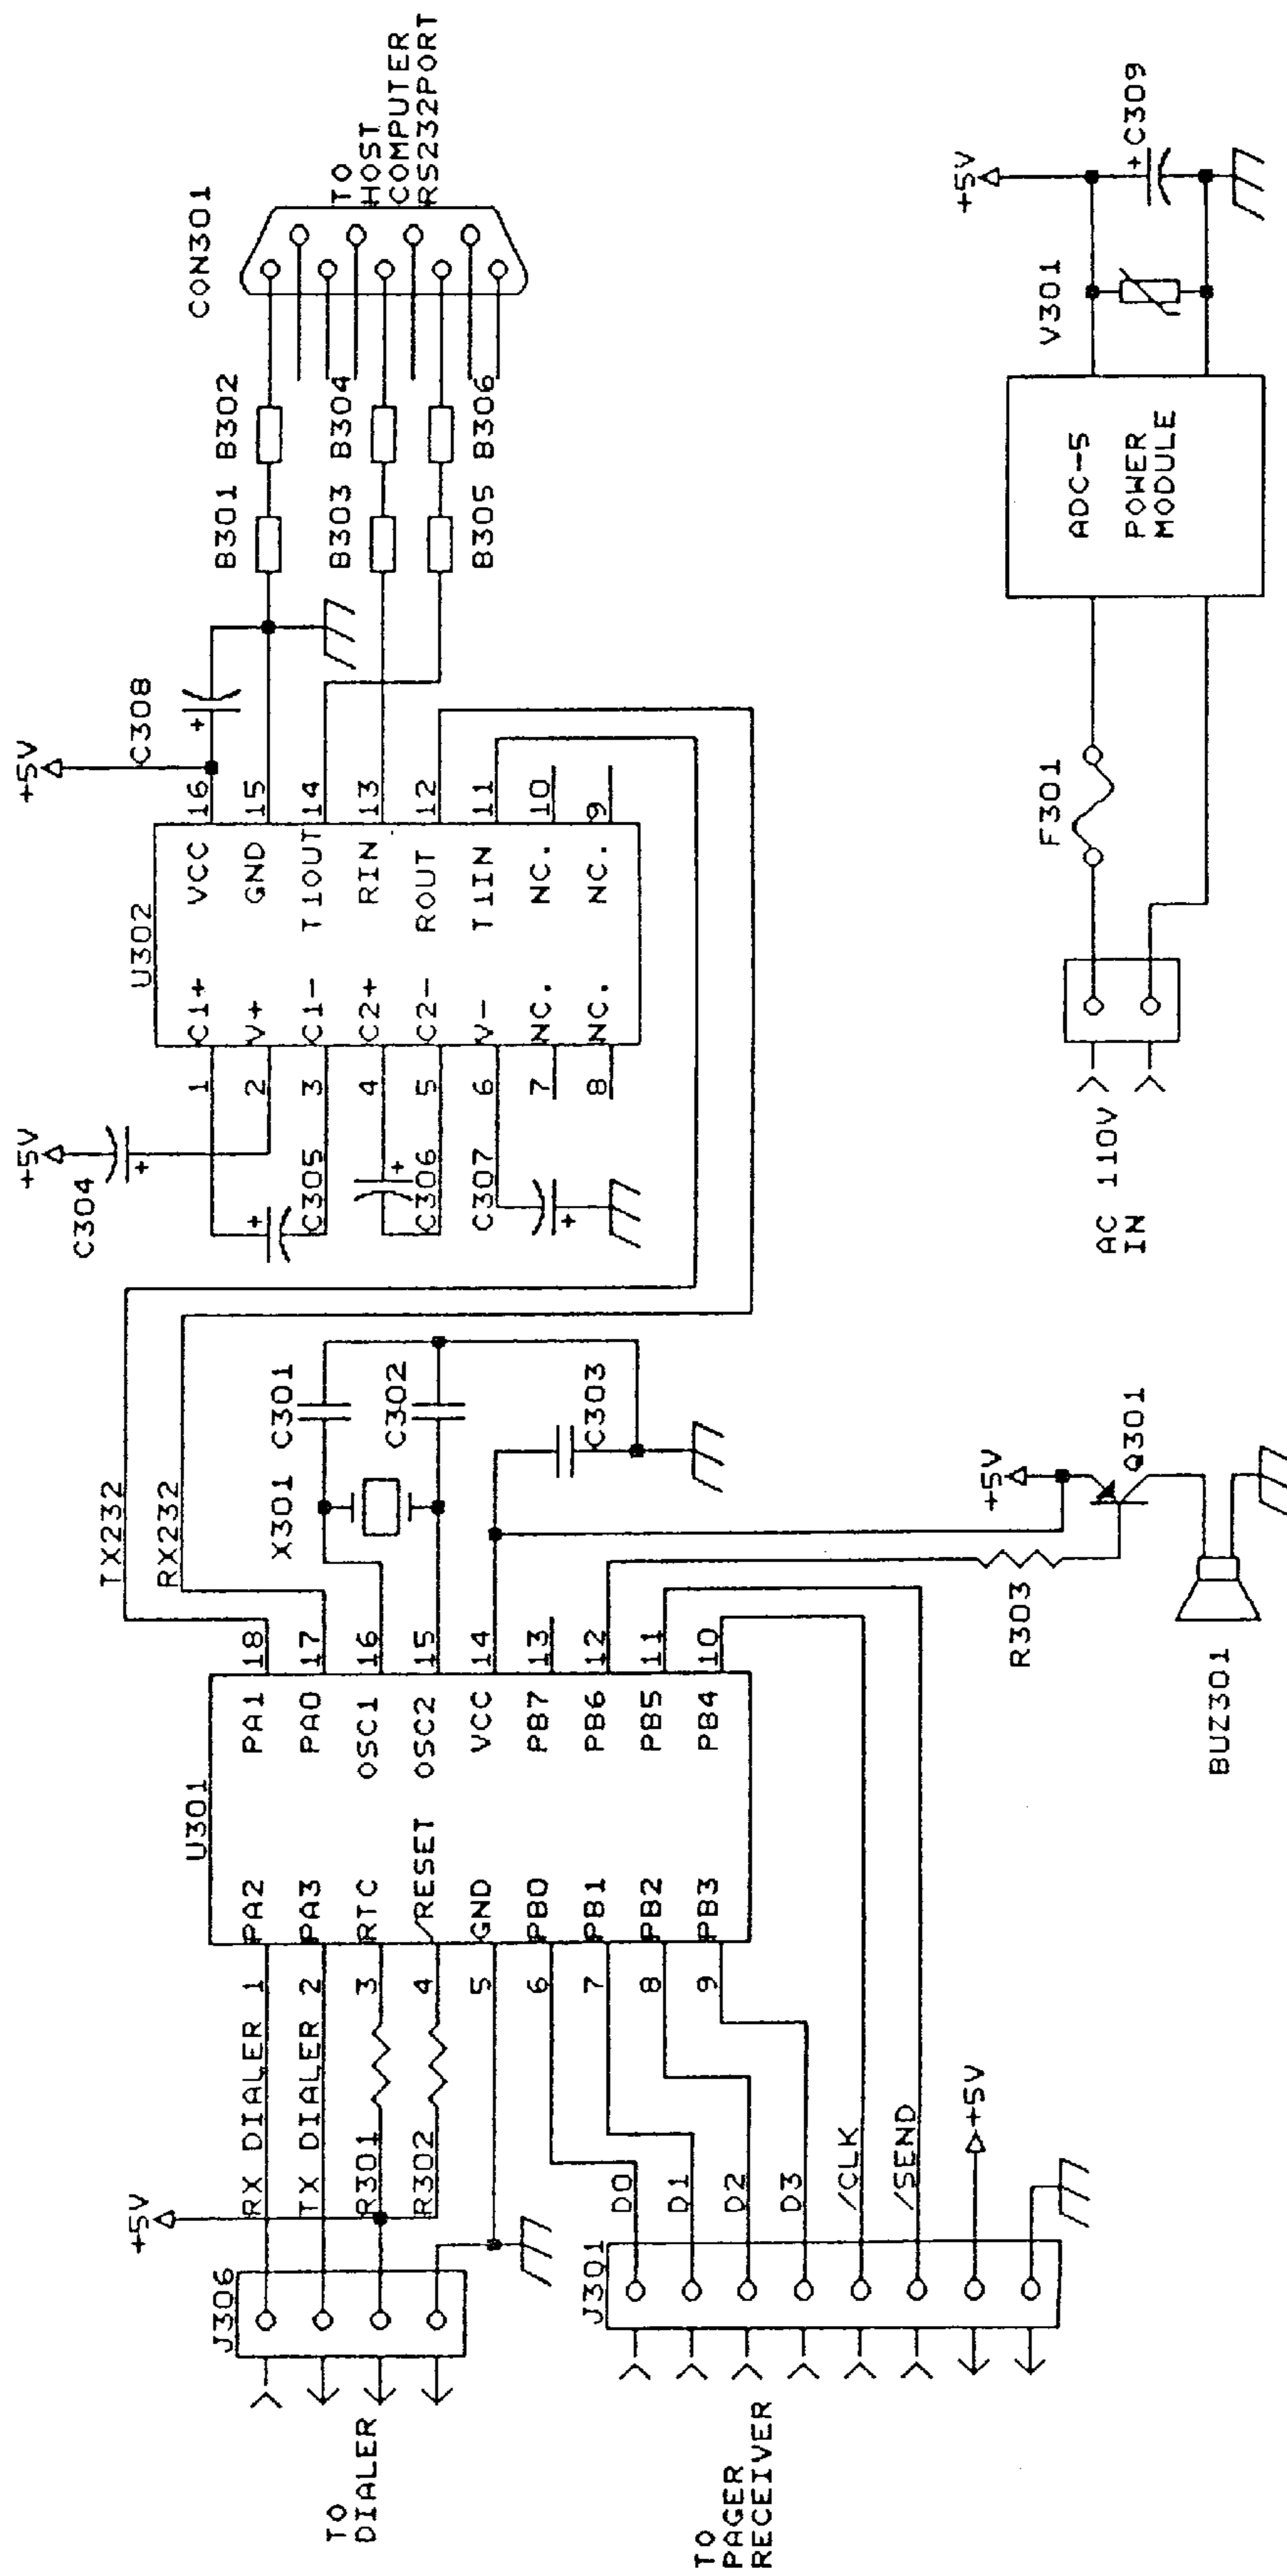 TO
DIALER
J306
+5V
RX DIALER
TX DIALER
R301
R302
1
2
3
4
5
6
7
8
9
U301
PA2
PA3
RTC
/RESET
GND
PB0
PB1
PB2
PB3
PA1
PA0
OSC1
OSC2
VCC
PB7
PB6
PB5
PB4
18
17
16
15
14
13
12
11
10
TX232
RX232
X301
C301
C302
C303
+5V
C304
C305
C306
C307
1
2
3
4
5
6
7
8
U302
C1+
V+
C1-
C2+
C2-
V-
NC.
NC.
VCC
GND
T1OUT
RIN
ROUT
T1IN
NC.
NC.
16
15
14
13
12
11
10
9
+5V
C308
B301
B302
B303
B304
B305
B306
CON301
TO
HOST
COMPUTER
RS232PORT
TO
PAGER
RECEIVER
J301
D0
D1
D2
D3
/CLK
/SEND
+5V
R303
+5V
Q301
BUZ301
AC 110V
IN
F301
ADC-5
POWER
MODULE
V301
+5V
+C309